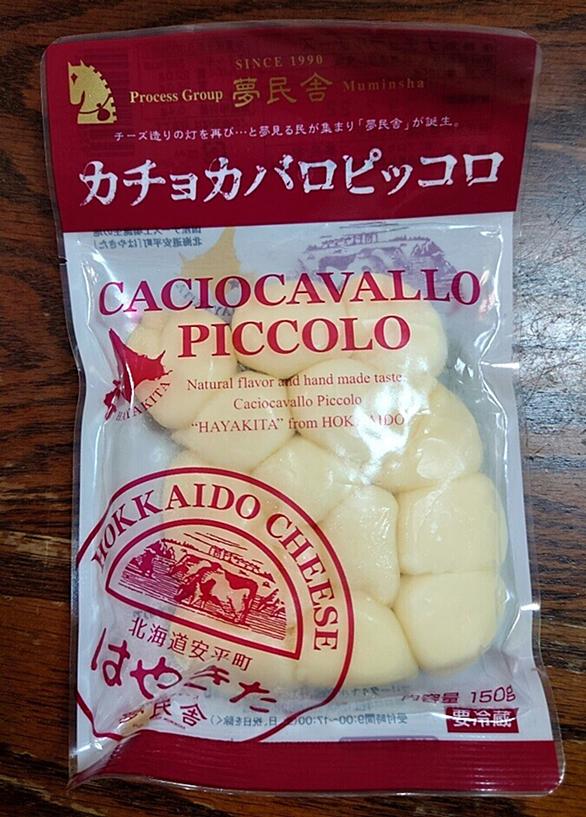 SINCE 1990
Process Group 夢民舎 Muminsha
チーズ造りの灯を再び…と夢見る民が集まり「夢民舎」が誕生。
カチョカバロピッコロ
CACIOCAVALLO
PICCOLO
Natural flavor and hand made taste
Caciocavallo Piccolo
"HAYAKITA" from HOKKAIDO
HAYAKITA
HOKKAIDO CHEESE
北海道安平町
はやきた
夢民舎
内容量 150g
要冷蔵